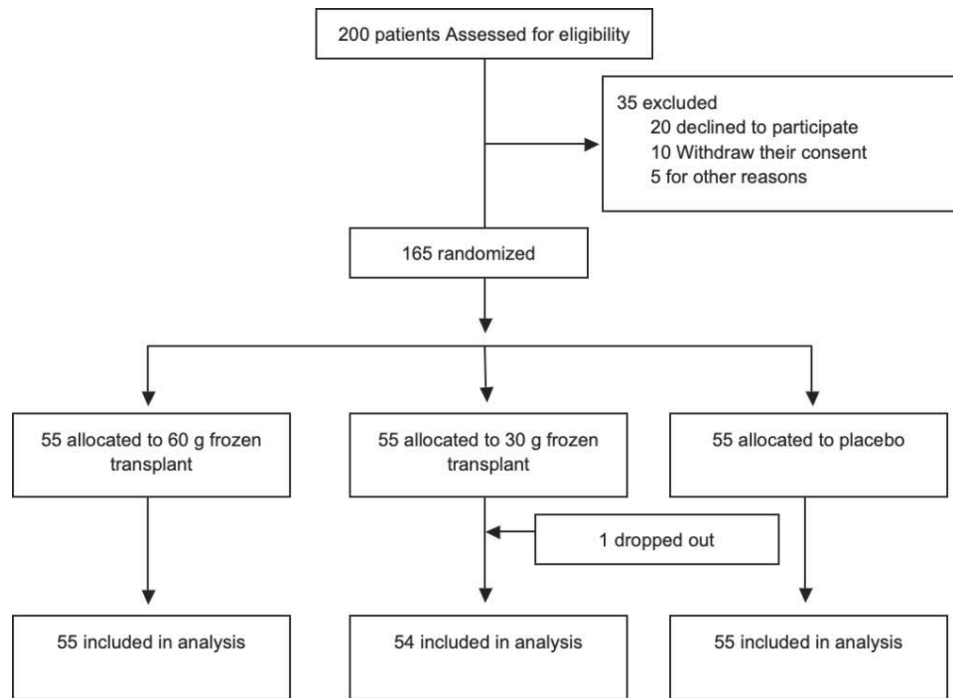 200 patients Assessed for eligibility
35 excluded
20 declined to participate
10 Withdraw their consent
5 for other reasons
165 randomized
55 allocated to 60 g frozen
transplant
55 allocated to 30 g frozen
transplant
55 allocated to placebo
1 dropped out
55 included in analysis
54 included in analysis
55 included in analysis